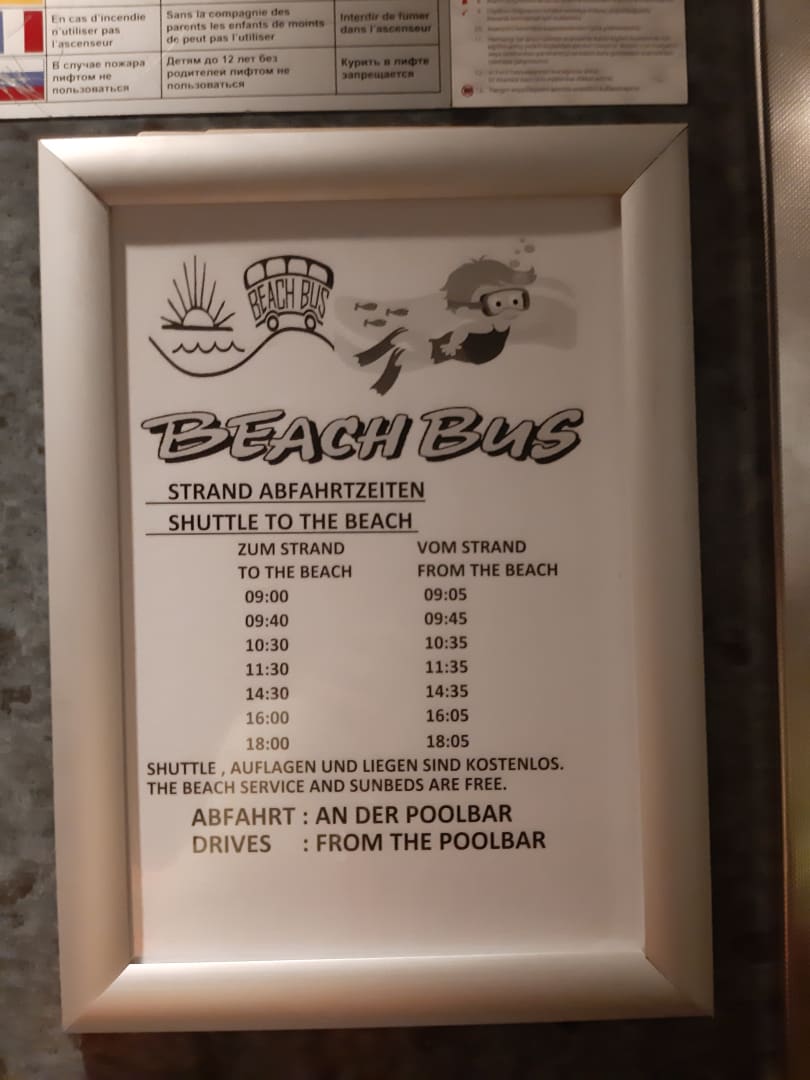 En cas d'incendie
n'utiliser pas
l'ascenseur
Sans la compagnie des
parents les enfants de moints
de peut pas l'utiliser
Interdir de fumer
dans l'ascenseur
В случае пожара
лифтом не
пользоваться
Детям до 12 лет без
родителей лифтом не
пользоваться
Курить в лифте
запрещается
BEACH BUS
BEACH BUS
STRAND ABFAHRTZEITEN
SHUTTLE TO THE BEACH
ZUM STRAND VOM STRAND
TO THE BEACH FROM THE BEACH
09:00 09:05
09:40 09:45
10:30 10:35
11:30 11:35
14:30 14:35
16:00 16:05
18:00 18:05
SHUTTLE , AUFLAGEN UND LIEGEN SIND KOSTENLOS.
THE BEACH SERVICE AND SUNBEDS ARE FREE.
ABFAHRT : AN DER POOLBAR
DRIVES : FROM THE POOLBAR